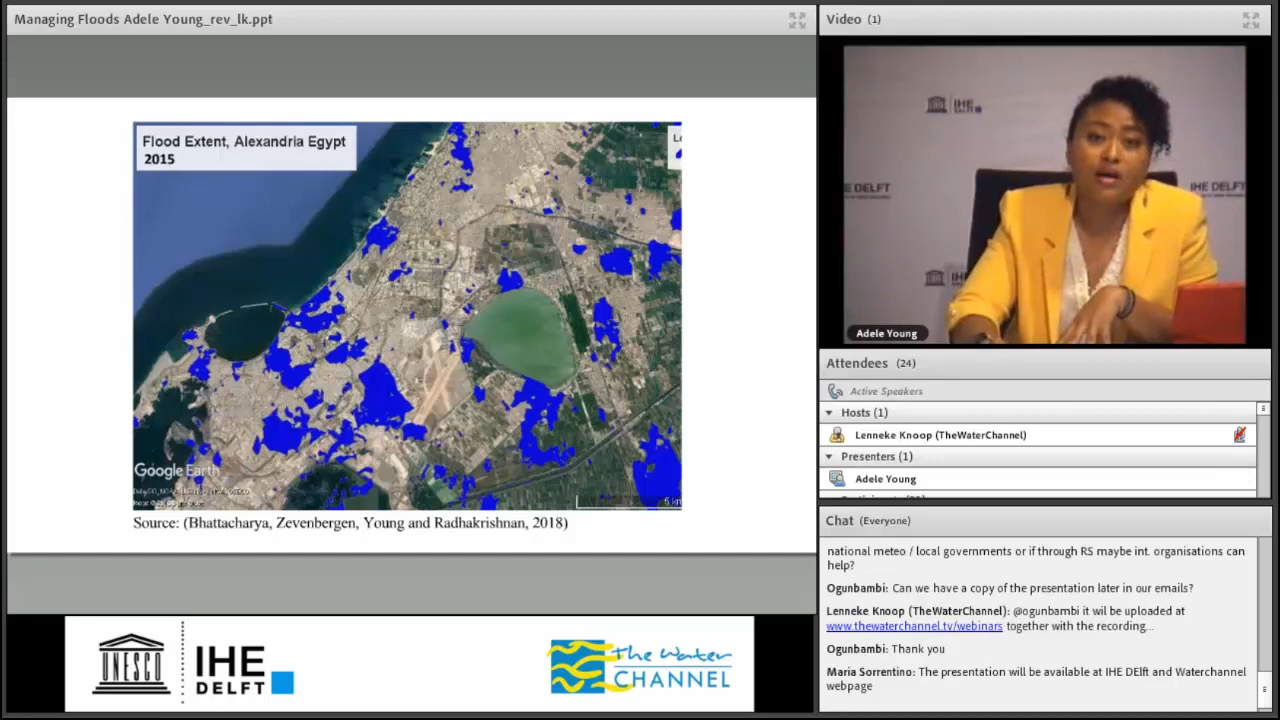 Managing Floods Adele Young_rev_lk.ppt
Flood Extent, Alexandria Egypt
2015
Google Earth
5 km
Source: (Bhattacharya, Zevenbergen, Young and Radhakrishnan, 2018)
UNESCO
IHE
DELFT
The Water
CHANNEL
Video (1)
IHE
IHE DELFT
IHE DELFT
IHE
Adele Young
Attendees (24)
Active Speakers
Hosts (1)
Lenneke Knoop (TheWaterChannel)
Presenters (1)
Adele Young
Chat (Everyone)
national meteo / local governments or if through RS maybe int. organisations can
help?
Ogunbambi: Can we have a copy of the presentation later in our emails?
Lenneke Knoop (TheWaterChannel): @ogunbambi it wil be uploaded at
www.thewaterchannel.tv/webinars together with the recording...
Ogunbambi: Thank you
Maria Sorrentino: The presentation will be available at IHE DElft and Waterchannel
webpage